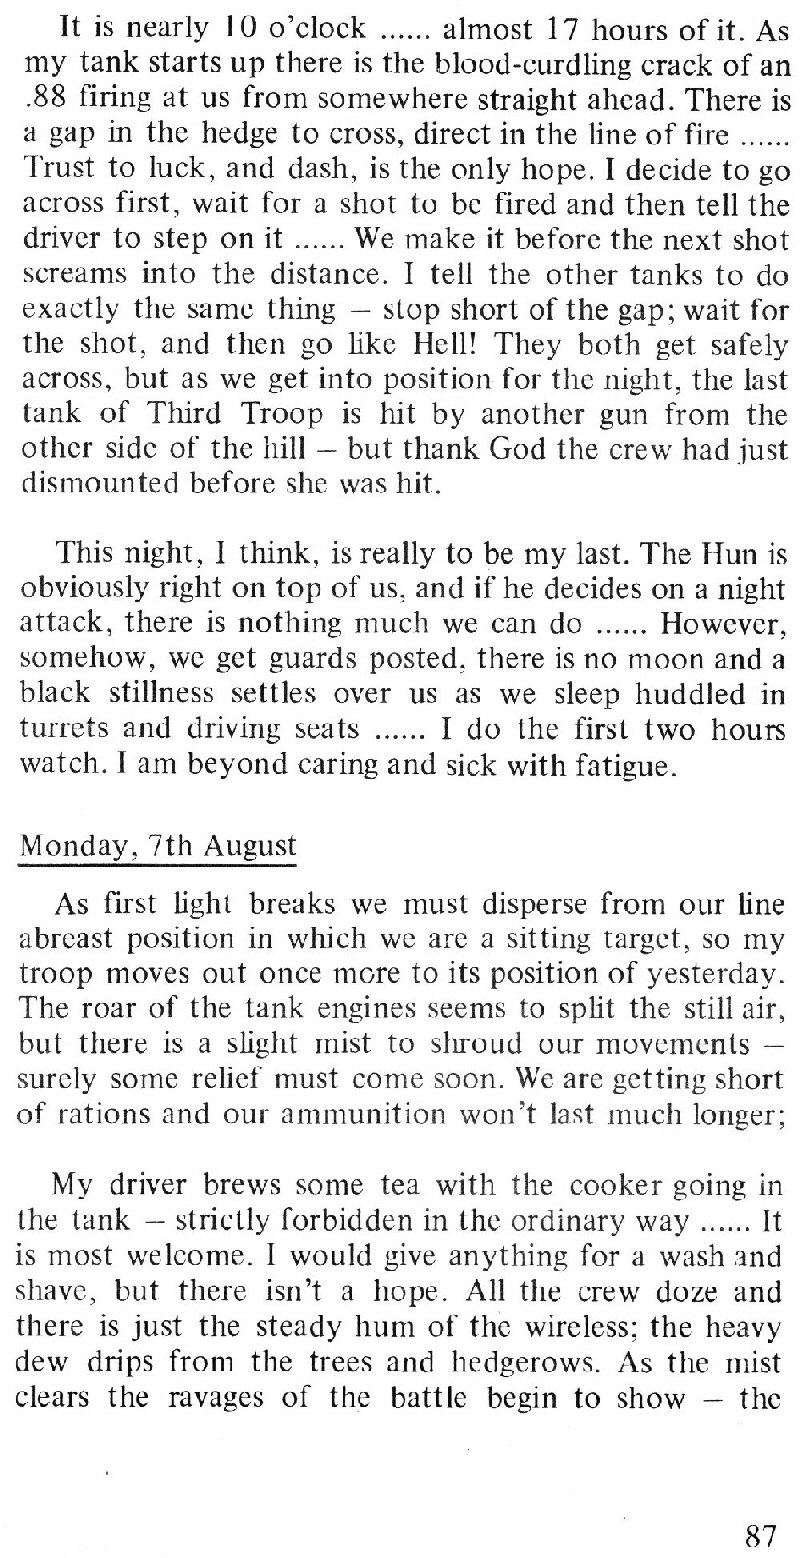 It is nearly 10 o'clock ...... almost 17 hours of it. As
my tank starts up there is the blood-curdling crack of an
.88 firing at us from somewhere straight ahead. There is
a gap in the hedge to cross, direct in the line of fire ......
Trust to luck, and dash, is the only hope. I decide to go
across first, wait for a shot to be fired and then tell the
driver to step on it ...... We make it before the next shot
screams into the distance. I tell the other tanks to do
exactly the same thing – stop short of the gap; wait for
the shot, and then go like Hell! They both get safely
across, but as we get into position for the night, the last
tank of Third Troop is hit by another gun from the
other side of the hill – but thank God the crew had just
dismounted before she was hit.
This night, I think, is really to be my last. The Hun is
obviously right on top of us, and if he decides on a night
attack, there is nothing much we can do ...... However,
somehow, we get guards posted, there is no moon and a
black stillness settles over us as we sleep huddled in
turrets and driving seats ...... I do the first two hours
watch. I am beyond caring and sick with fatigue.
Monday, 7th August
As first light breaks we must disperse from our line
abreast position in which we are a sitting target, so my
troop moves out once more to its position of yesterday.
The roar of the tank engines seems to split the still air,
but there is a slight mist to shroud our movements –
surely some relief must come soon. We are getting short
of rations and our ammunition won't last much longer;
My driver brews some tea with the cooker going in
the tank – strictly forbidden in the ordinary way ...... It
is most welcome. I would give anything for a wash and
shave, but there isn't a hope. All the crew doze and
there is just the steady hum of the wireless; the heavy
dew drips from the trees and hedgerows. As the mist
clears the ravages of the battle begin to show – the
87